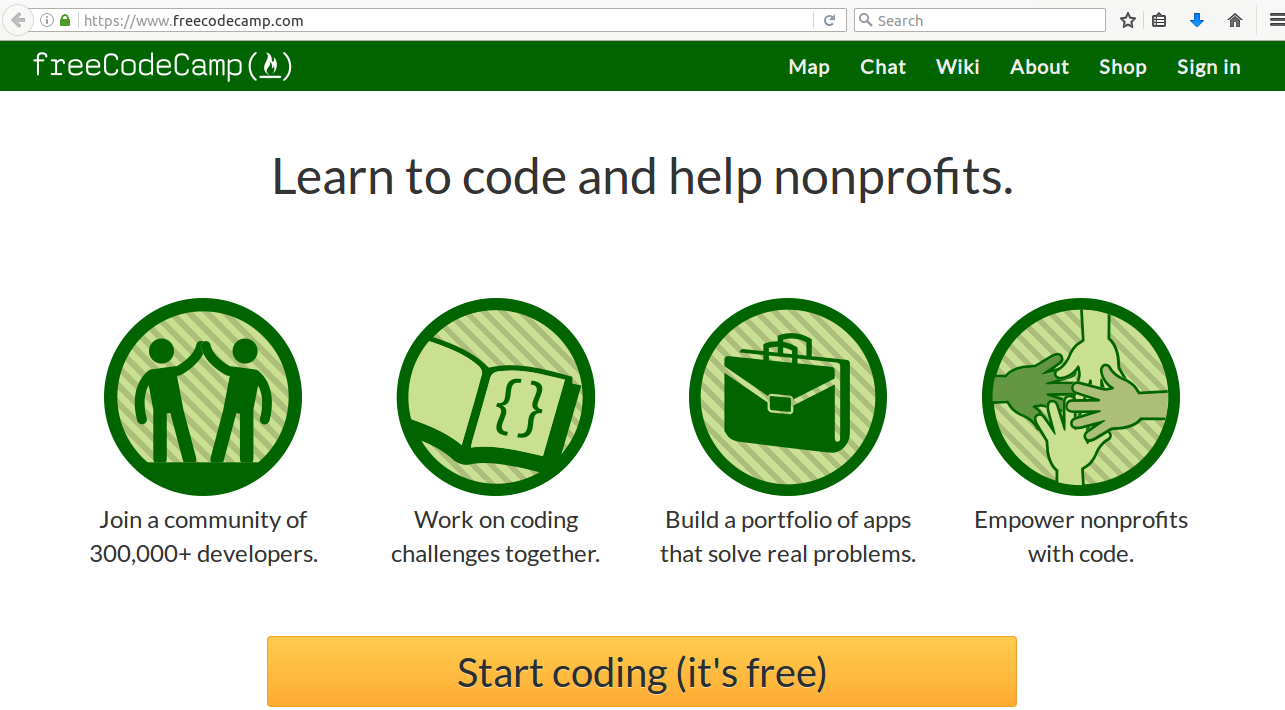 https://www.freecodecamp.com
Search
freeCodeCamp
Map Chat Wiki About Shop Sign in
Learn to code and help nonprofits.
{}
Join a community of
300,000+ developers.
Work on coding
challenges together.
Build a portfolio of apps
that solve real problems.
Empower nonprofits
with code.
Start coding (it's free)